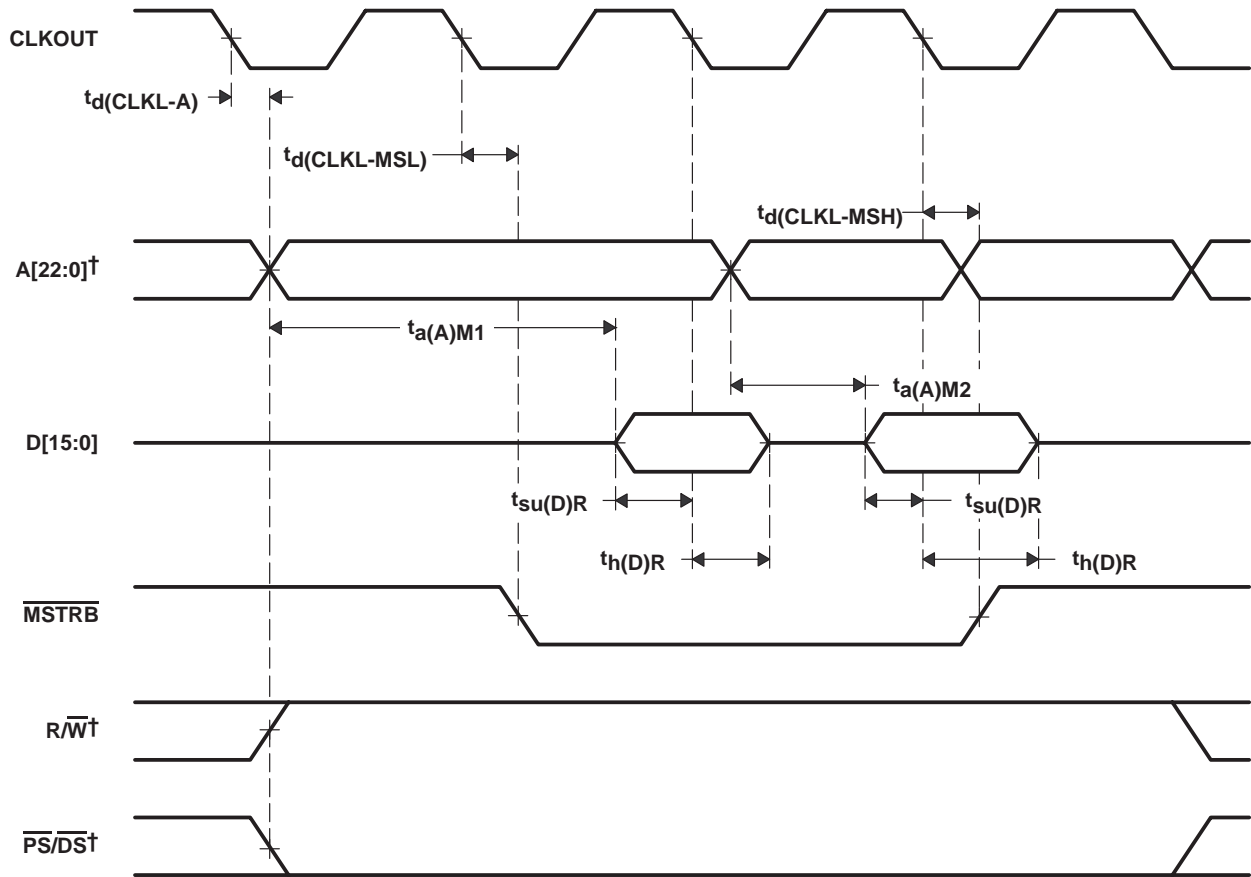 CLKOUT
td(CLKL-A)
td(CLKL-MSL)
td(CLKL-MSH)
A[22:0]†
ta(A)M1
ta(A)M2
D[15:0]
tsu(D)R
tsu(D)R
th(D)R
th(D)R
MSTRB
R/W†
PS/DS†